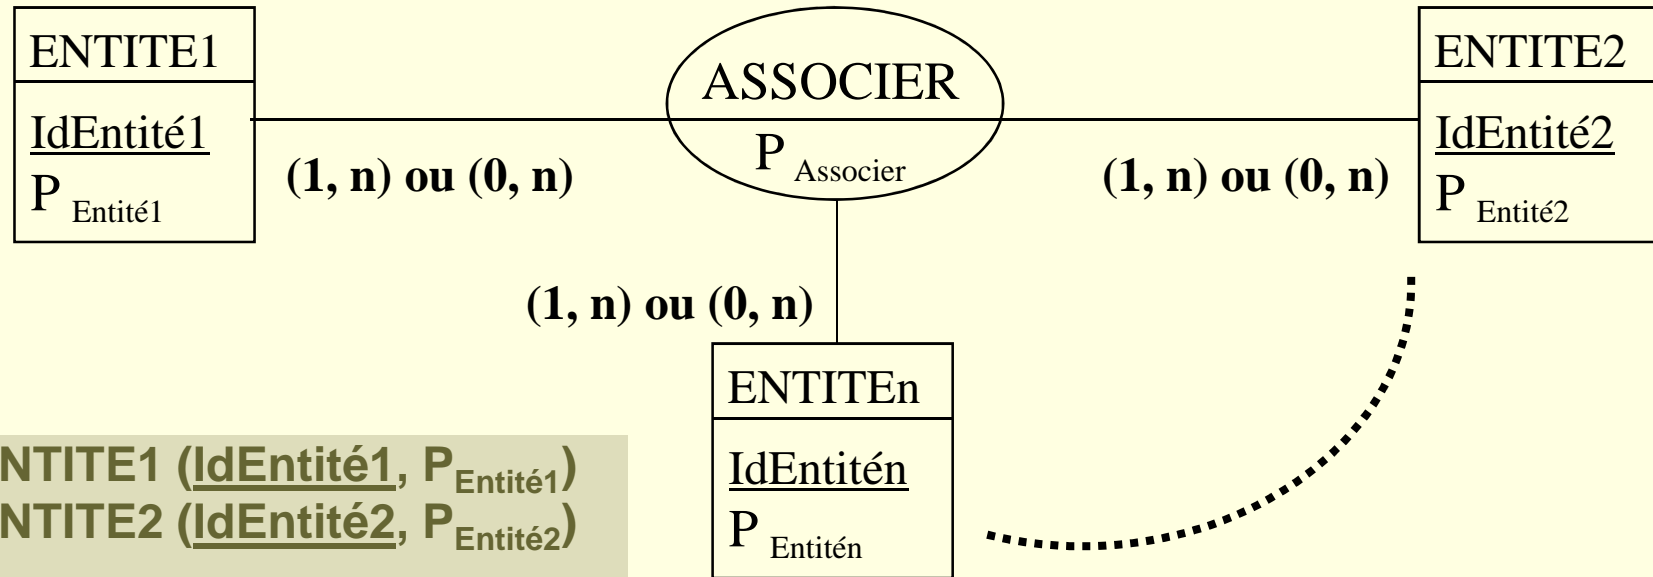 ENTITE1
IdEntité1
P Entité1
(1, n) ou (0, n)
ASSOCIER
P Associer
(1, n) ou (0, n)
ENTITE2
IdEntité2
P Entité2
(1, n) ou (0, n)
ENTITEn
IdEntitén
P Entitén
NTITE1 (IdEntité1, PEntité1)
NTITE2 (IdEntité2, PEntité2)